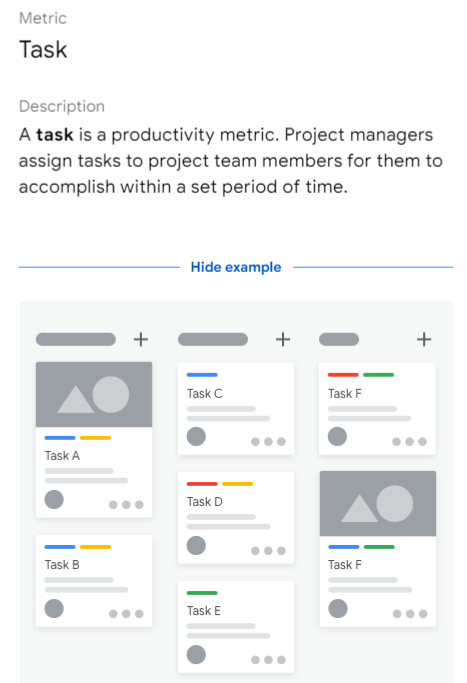 Metric
Task
Description
A task is a productivity metric. Project managers
assign tasks to project team members for them to
accomplish within a set period of time.
Hide example
Task A
Task B
Task C
Task D
Task E
Task F
Task F